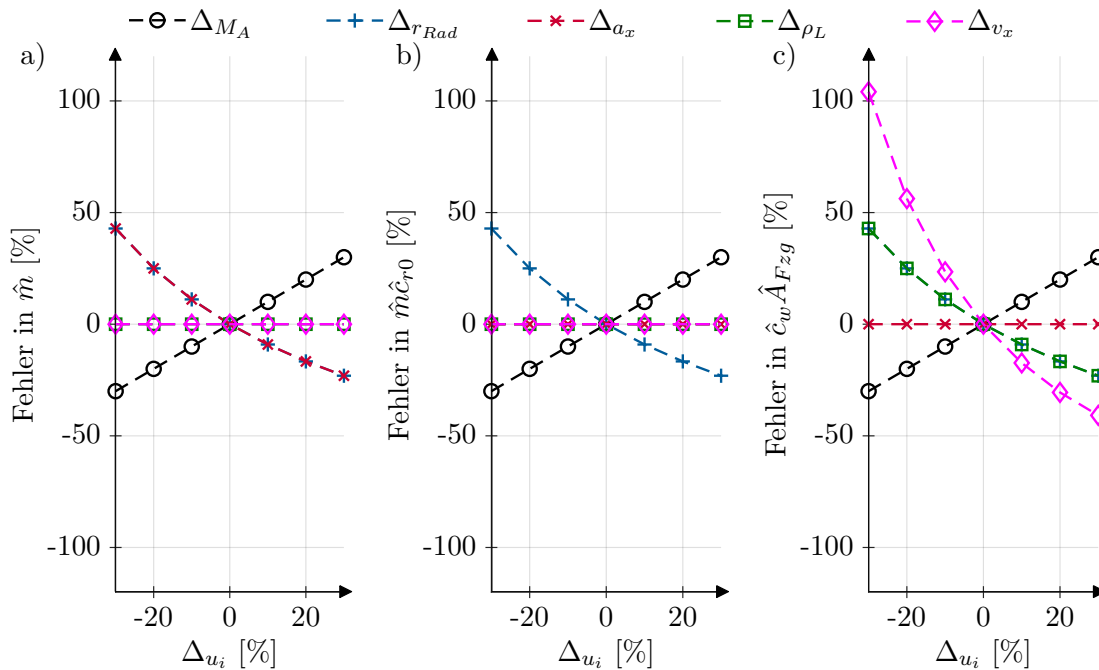 Δ_{M_A} Δ_{r_{Rad}} Δ_{a_x} Δ_{ρ_L} Δ_{v_x}
a)
100
50
0
-50
-100
-20 0 20
Δ_{u_i} [%]
Fehler in m̂ [%]
b)
100
50
0
-50
-100
-20 0 20
Δ_{u_i} [%]
Fehler in m̂ĉ_{r0} [%]
c)
100
50
0
-50
-100
-20 0 20
Δ_{u_i} [%]
Fehler in ĉ_wÂ_{Fzg} [%]